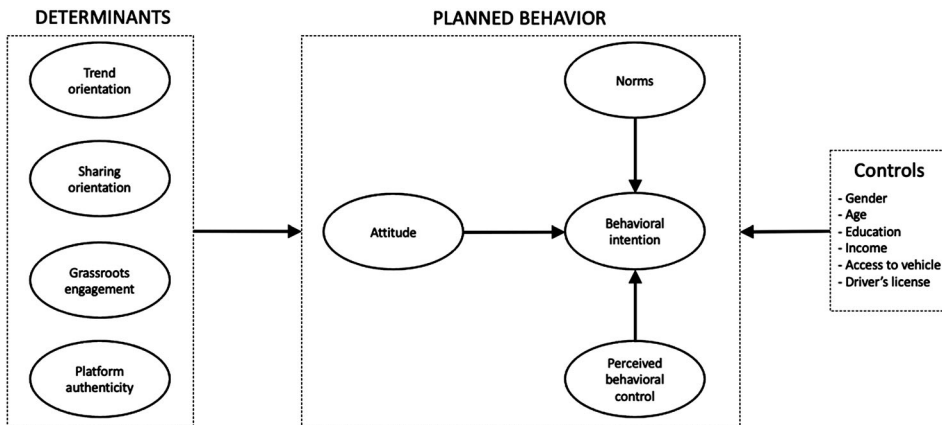 DETERMINANTS
Trend
orientation
Sharing
orientation
Grassroots
engagement
Platform
authenticity
PLANNED BEHAVIOR
Norms
Attitude
Behavioral
intention
Perceived
behavioral
control
Controls
- Gender
- Age
- Education
- Income
- Access to vehicle
- Driver's license